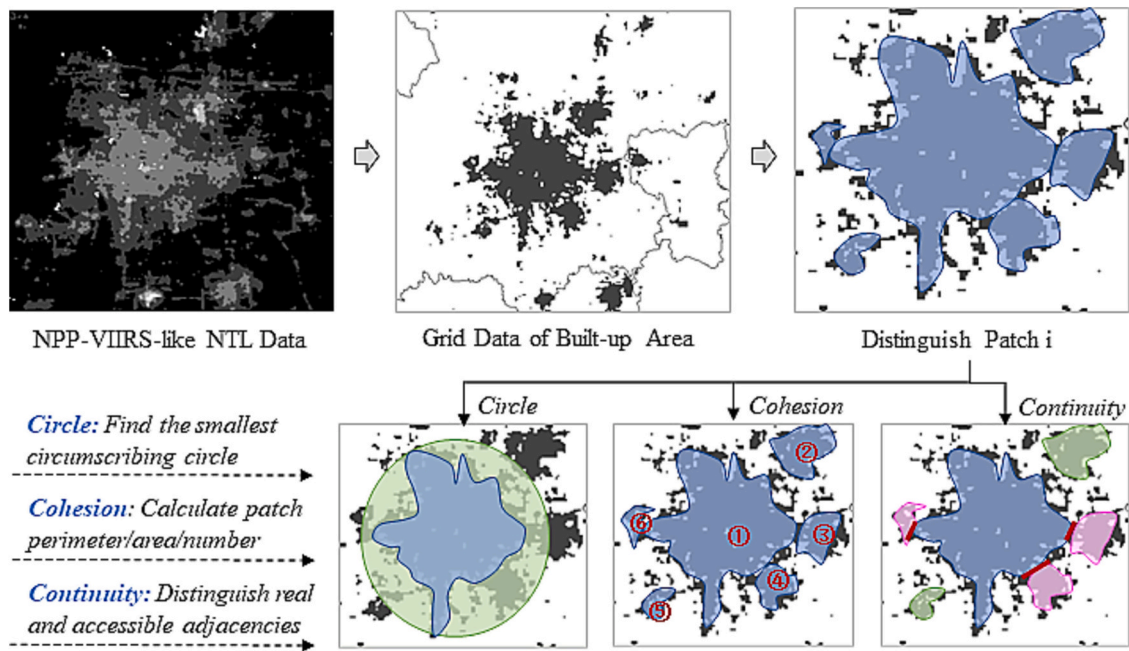 NPP-VIIRS-like NTL Data
Grid Data of Built-up Area
Distinguish Patch i
Circle
Cohesion
Continuity
Circle: Find the smallest
circumscribing circle
Cohesion: Calculate patch
perimeter/area/number
Continuity: Distinguish real
and accessible adjacencies
②
⑥
①
③
④
⑤